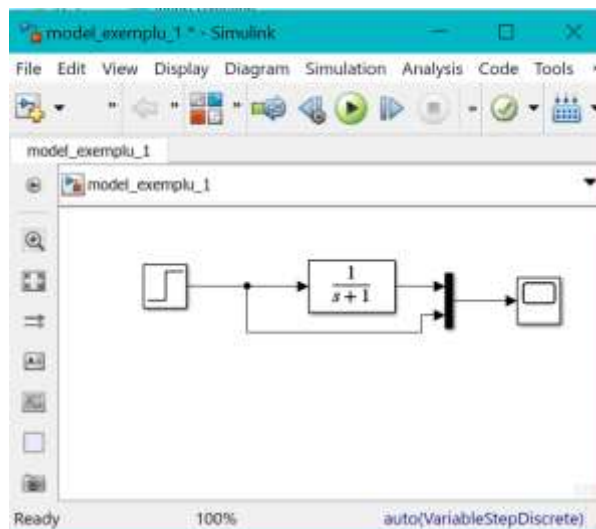 model_exemplu_1 * - Simulink
File Edit View Display Diagram Simulation Analysis Code Tools
model_exemplu_1
model_exemplu_1
1
s + 1
Ready 100% auto(VariableStepDiscrete)